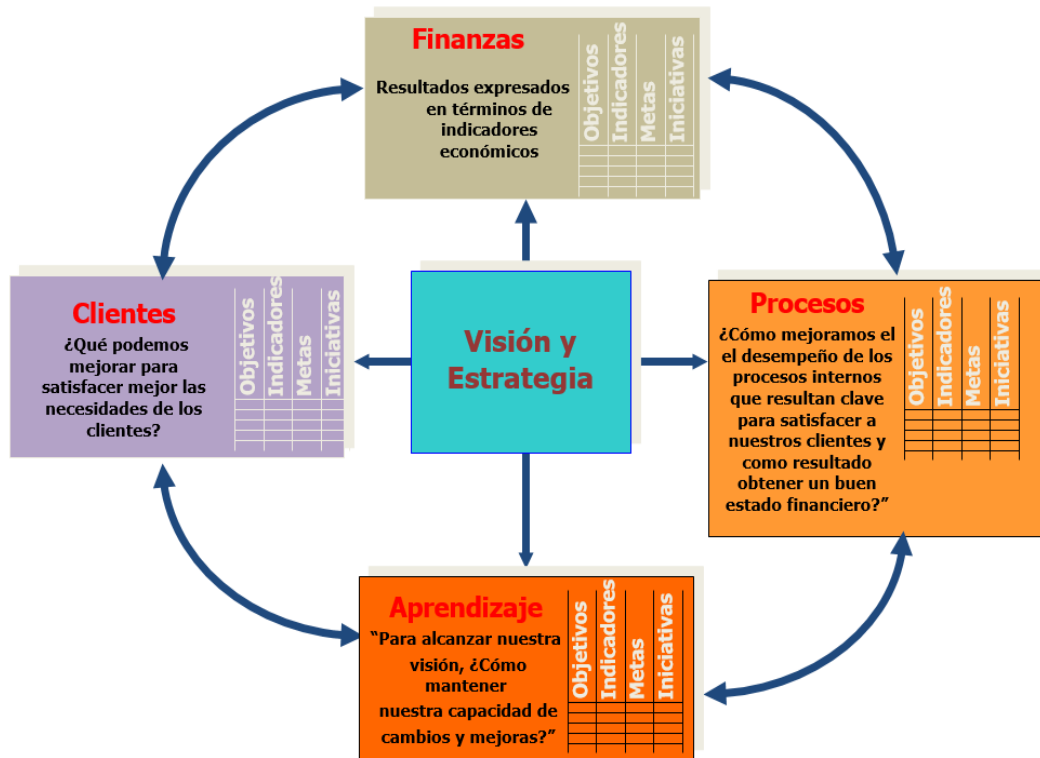 Finanzas
Resultados expresados
en términos de
indicadores
económicos
Objetivos
Indicadores
Metas
Iniciativas
Clientes
¿Qué podemos
mejorar para
satisfacer mejor las
necesidades de los
clientes?
Objetivos
Indicadores
Metas
Iniciativas
Visión y
Estrategia
Procesos
¿Cómo mejoramos el
el desempeño de los
procesos internos
que resultan clave
para satisfacer a
nuestros clientes y
como resultado
obtener un buen
estado financiero?”
Objetivos
Indicadores
Metas
Iniciativas
Aprendizaje
“Para alcanzar nuestra
visión, ¿Cómo
mantener
nuestra capacidad de
cambios y mejoras?”
Objetivos
Indicadores
Metas
Iniciativas